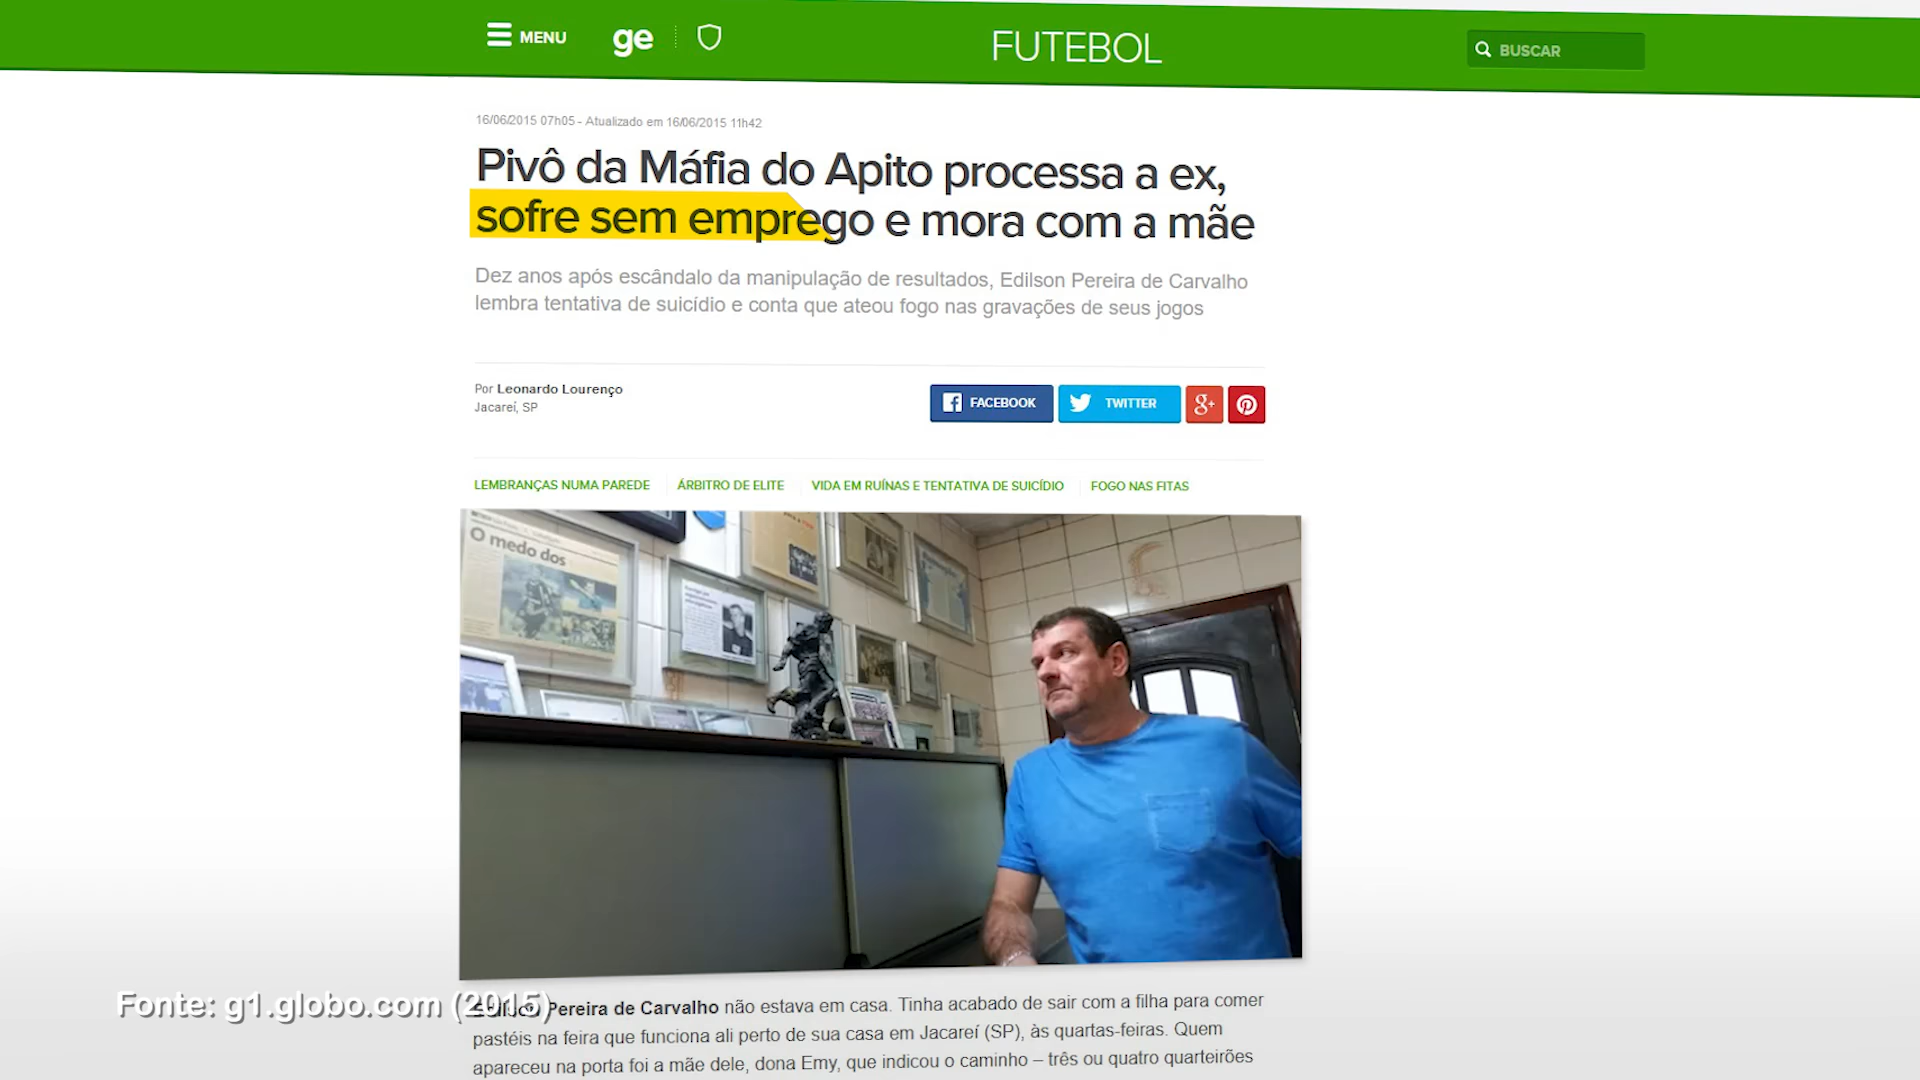 MENU
ge
FUTEBOL
BUSCAR
16/06/2015 07h05 - Atualizado em 16/06/2015 11h42
Pivô da Máfia do Apito processa a ex,
sofre sem emprego e mora com a mãe
Dez anos após escândalo da manipulação de resultados, Edilson Pereira de Carvalho
lembra tentativa de suicídio e conta que ateou fogo nas gravações de seus jogos
Por Leonardo Lourenço
Jacareí, SP
FACEBOOK
TWITTER
g+
LEMBRANÇAS NUMA PAREDE
ÁRBITRO DE ELITE
VIDA EM RUÍNAS E TENTATIVA DE SUICÍDIO
FOGO NAS FITAS
O medo dos
Fonte: g1.globo.com (2015)
Edilson Pereira de Carvalho não estava em casa. Tinha acabado de sair com a filha para comer
pastéis na feira que funciona ali perto de sua casa em Jacareí (SP), às quartas-feiras. Quem
apareceu na porta foi a mãe dele, dona Emy, que indicou o caminho – três ou quatro quarteirões